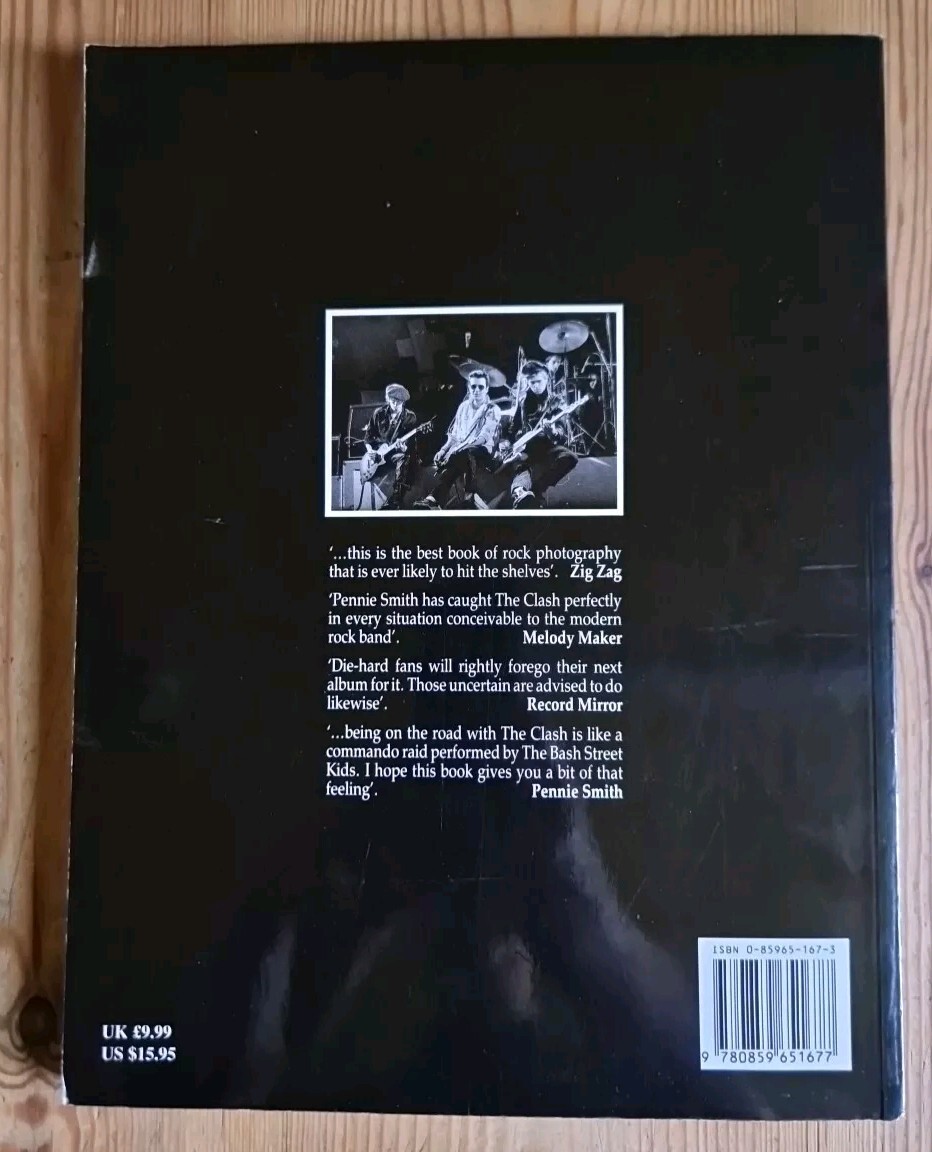 '...this is the best book of rock photography
that is ever likely to hit the shelves'. Zig Zag
'Pennie Smith has caught The Clash perfectly
in every situation conceivable to the modern
rock band'. Melody Maker
'Die-hard fans will rightly forego their next
album for it. Those uncertain are advised to do
likewise'. Record Mirror
'...being on the road with The Clash is like a
commando raid performed by The Bash Street
Kids. I hope this book gives you a bit of that
feeling'. Pennie Smith
ISBN 0-85965-167-3
9 780859 651677
UK £9.99
US $15.95